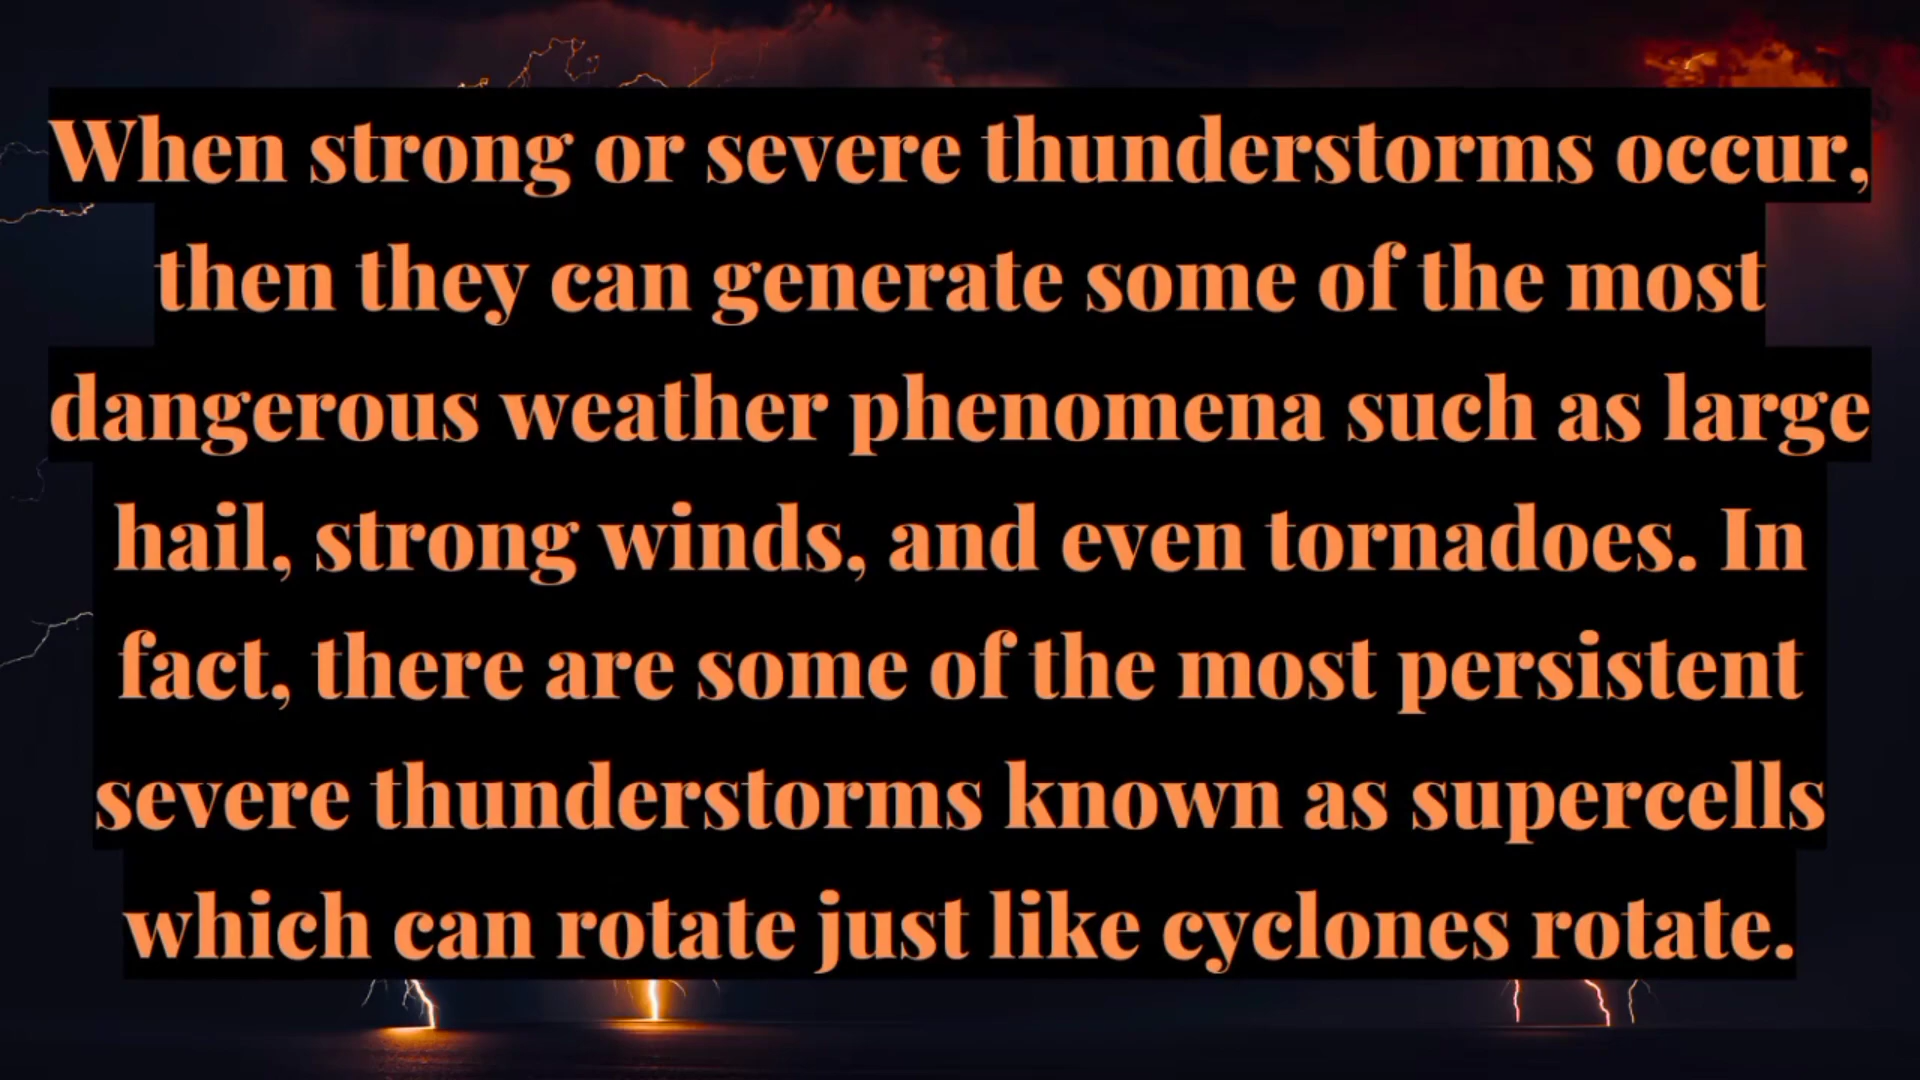 When strong or severe thunderstorms occur,
then they can generate some of the most
dangerous weather phenomena such as large
hail, strong winds, and even tornadoes. In
fact, there are some of the most persistent
severe thunderstorms known as supercells
which can rotate just like cyclones rotate.